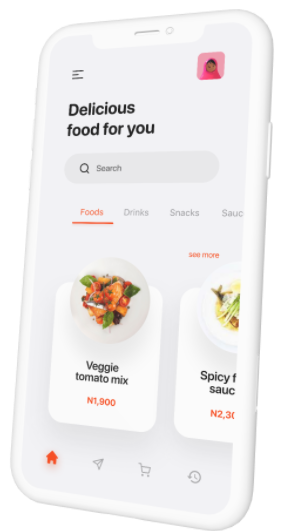 Delicious
food for you
Search
Foods Drinks Snacks Sauc
see more
Veggie
tomato mix
N1,900
Spicy f
sauc
N2,30